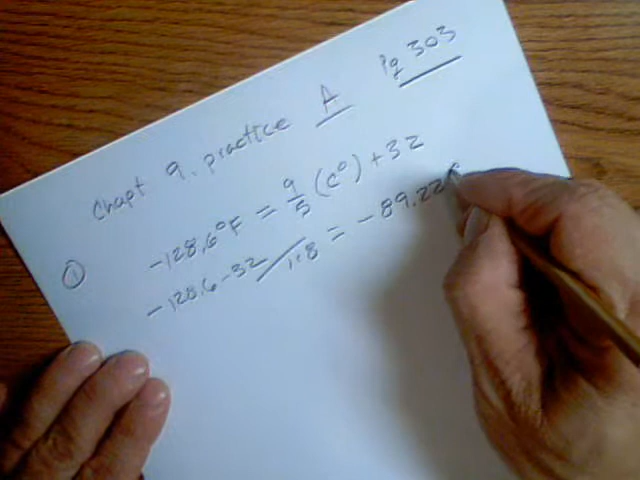 Chapt 9. practice A Pg 303
① -128.6°F = 9/5 (C°) + 32
-128.6-32/1.8 = -89.22°